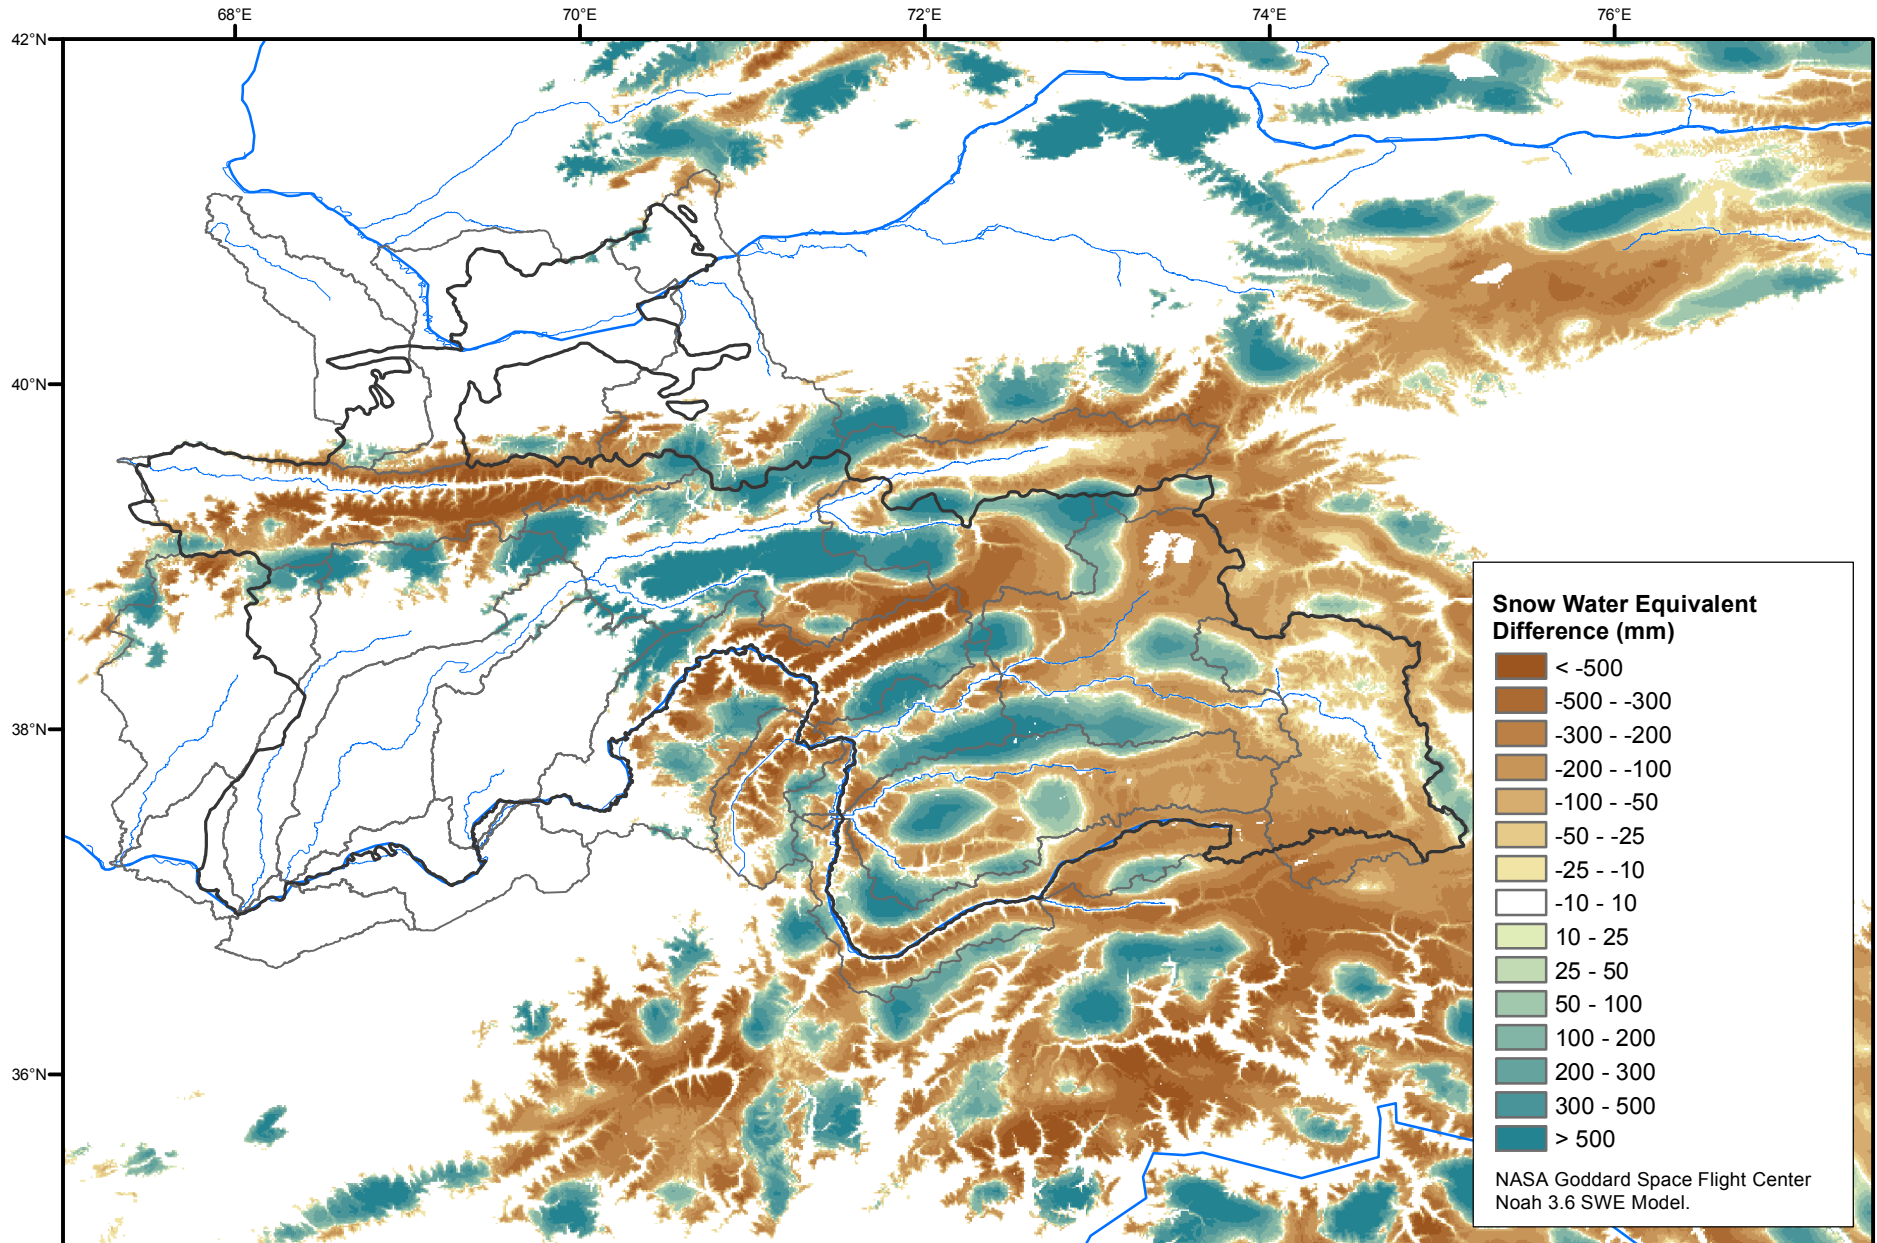 68°E
70°E
72°E
74°E
76°E
42°N
40°N
38°N
36°N
Snow Water Equivalent
Difference (mm)
< -500
-500 - -300
-300 - -200
-200 - -100
-100 - -50
-50 - -25
-25 - -10
-10 - 10
10 - 25
25 - 50
50 - 100
100 - 200
200 - 300
300 - 500
> 500
NASA Goddard Space Flight Center
Noah 3.6 SWE Model.